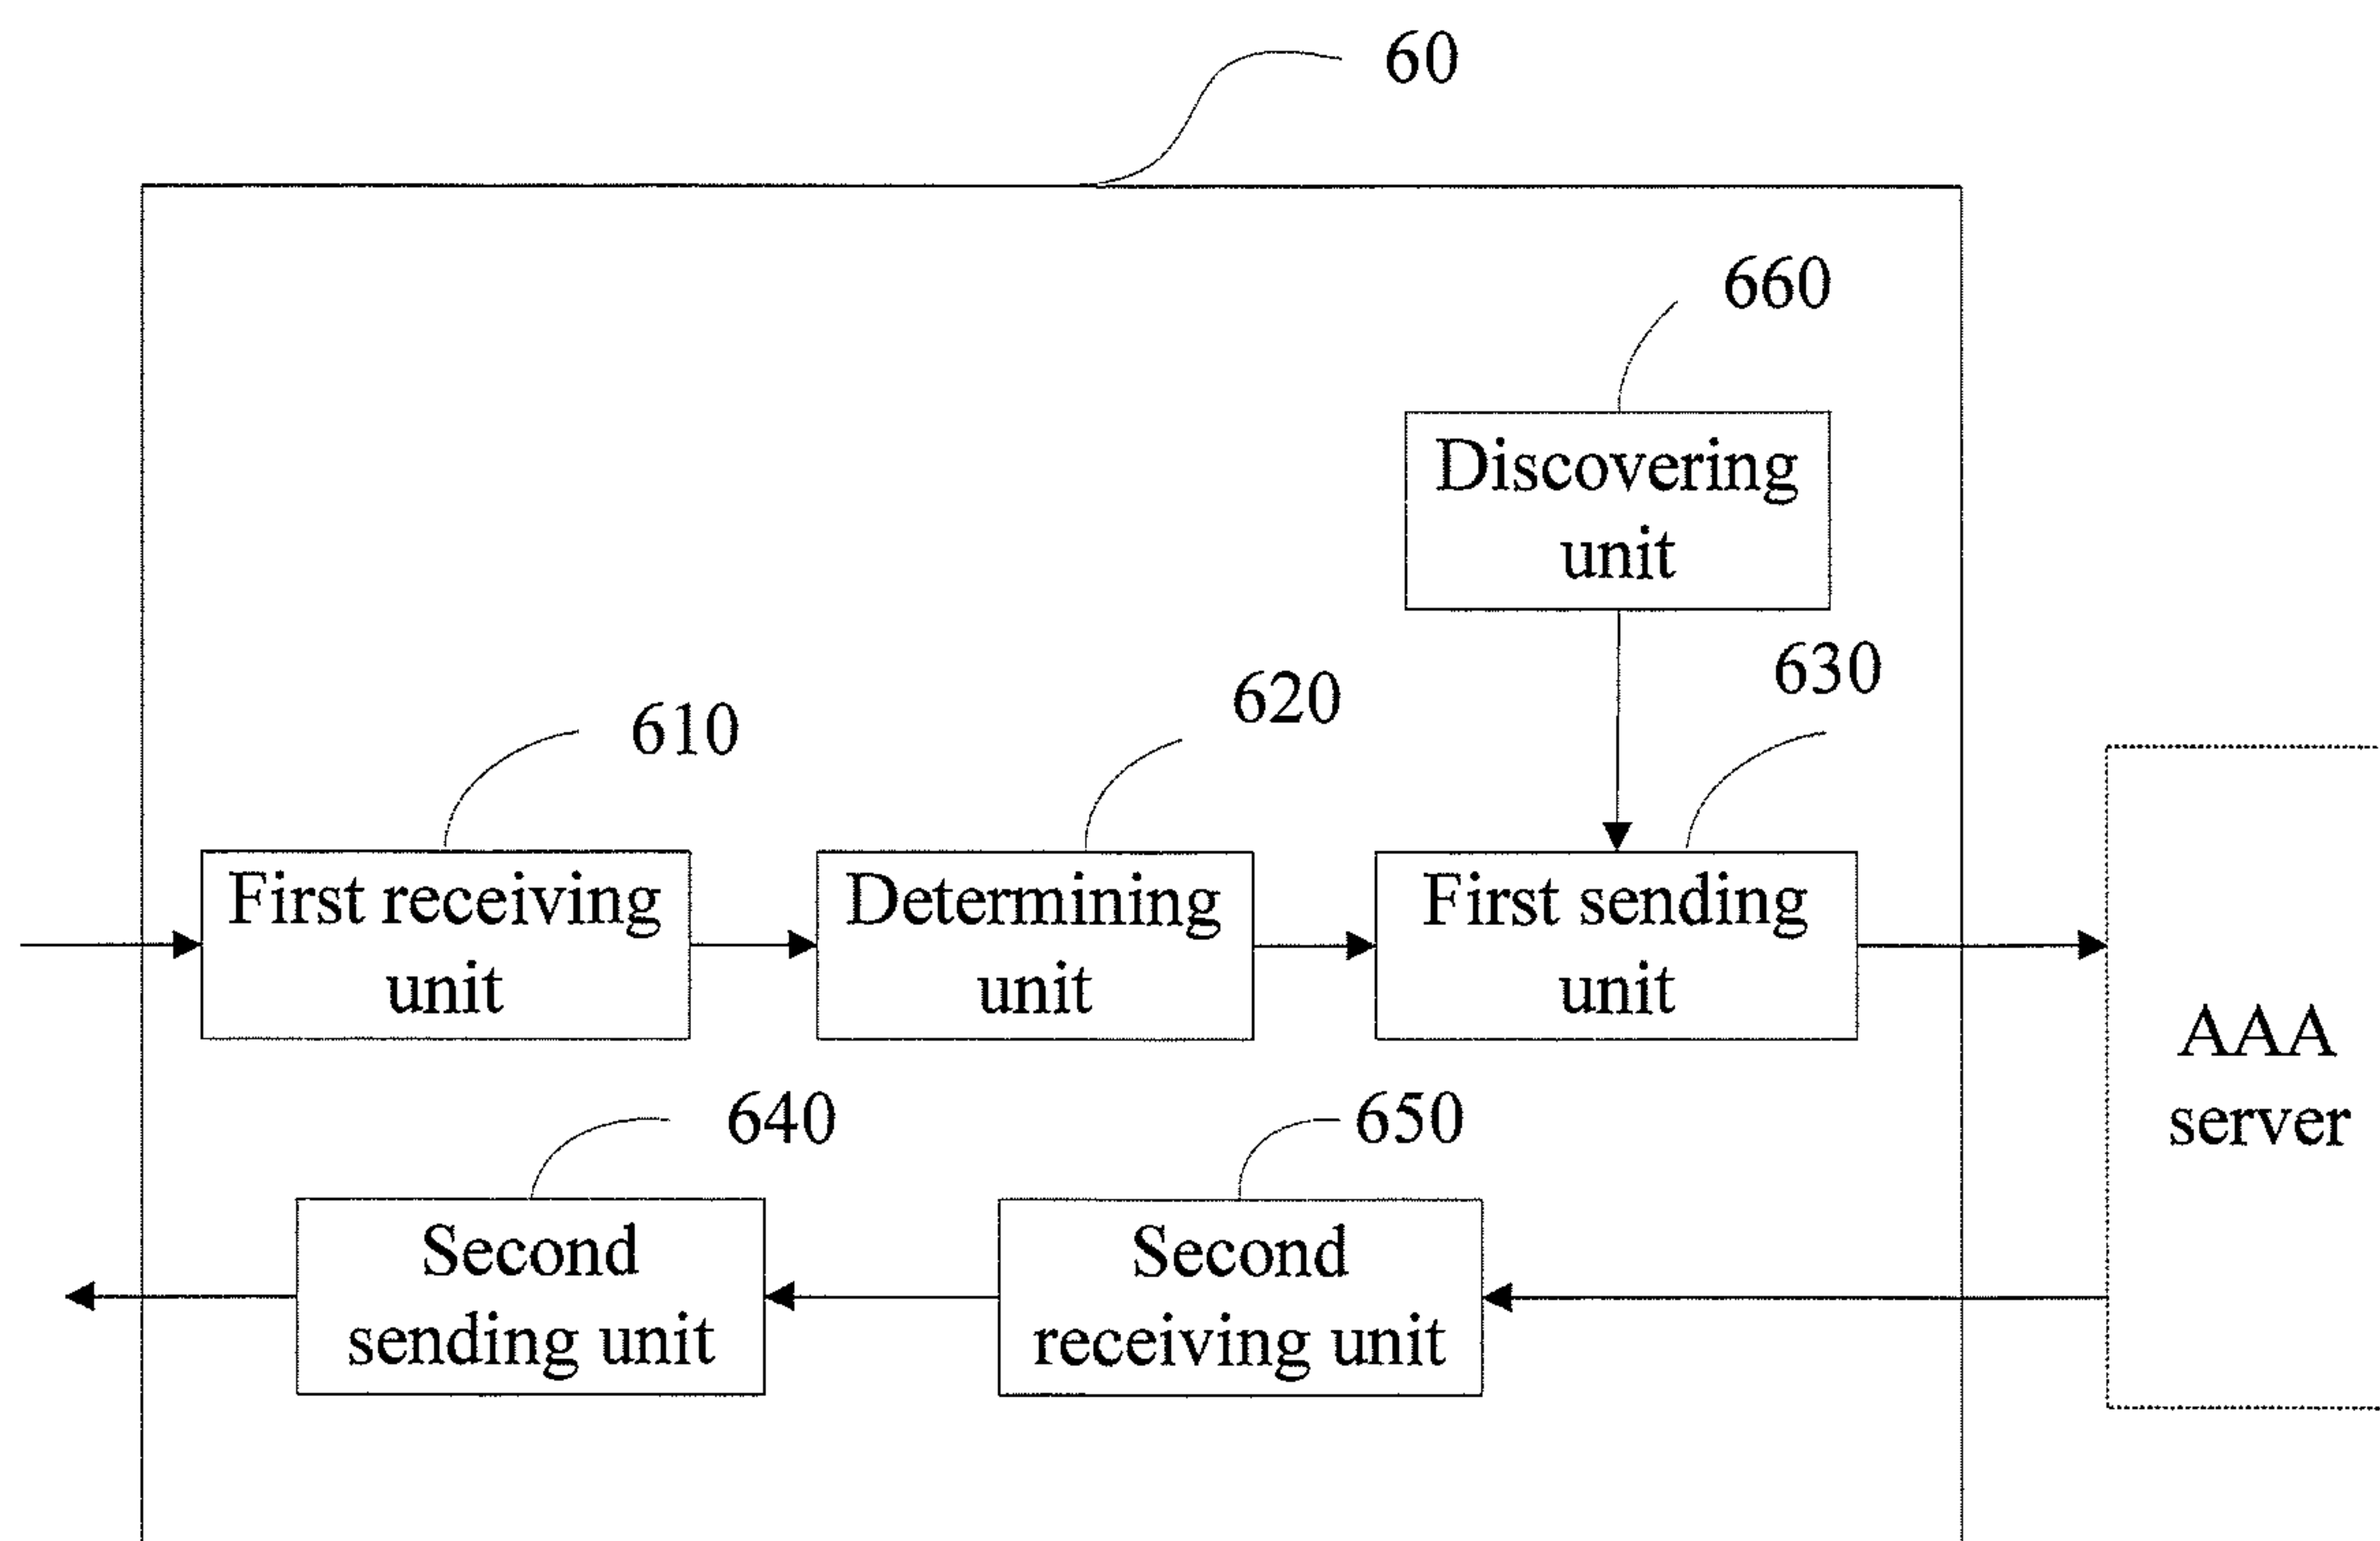 60
660
Discovering
unit
630
620
610
First receiving
unit
Determining
unit
First sending
unit
AAA
server
640
650
Second
sending unit
Second
receiving unit